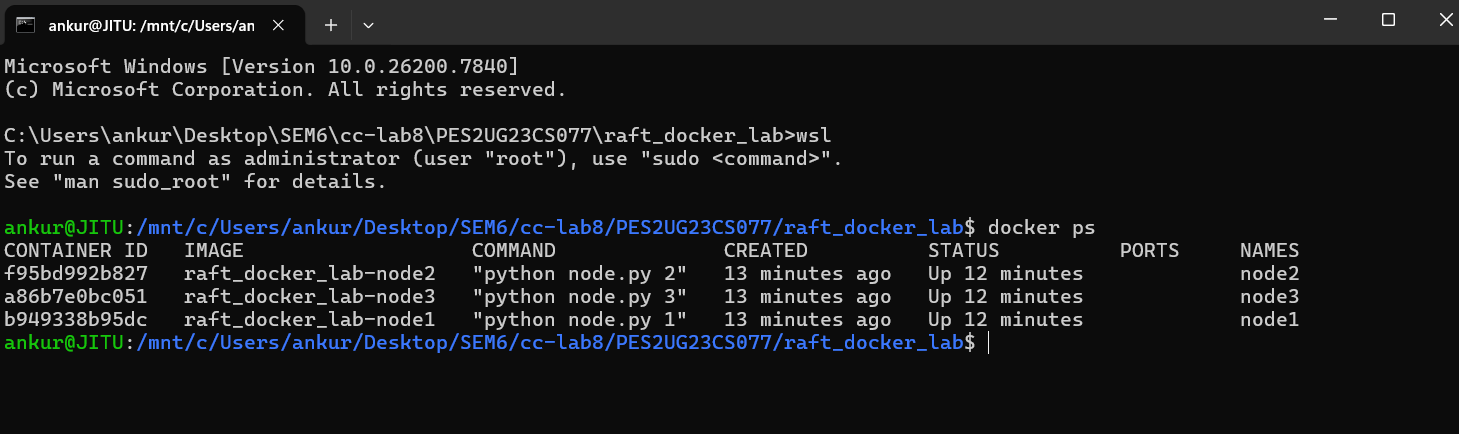 ankur@JITU: /mnt/c/Users/an
Microsoft Windows [Version 10.0.26200.7840]
(c) Microsoft Corporation. All rights reserved.
C:\Users\ankur\Desktop\SEM6\cc-lab8\PES2UG23CS077\raft_docker_lab>wsl
To run a command as administrator (user "root"), use "sudo <command>".
See "man sudo_root" for details.
ankur@JITU:/mnt/c/Users/ankur/Desktop/SEM6/cc-lab8/PES2UG23CS077/raft_docker_lab$ docker ps
CONTAINER ID   IMAGE                   COMMAND              CREATED          STATUS          PORTS     NAMES
f95bd992b827   raft_docker_lab-node2   "python node.py 2"   13 minutes ago   Up 12 minutes             node2
a86b7e0bc051   raft_docker_lab-node3   "python node.py 3"   13 minutes ago   Up 12 minutes             node3
b949338b95dc   raft_docker_lab-node1   "python node.py 1"   13 minutes ago   Up 12 minutes             node1
ankur@JITU:/mnt/c/Users/ankur/Desktop/SEM6/cc-lab8/PES2UG23CS077/raft_docker_lab$